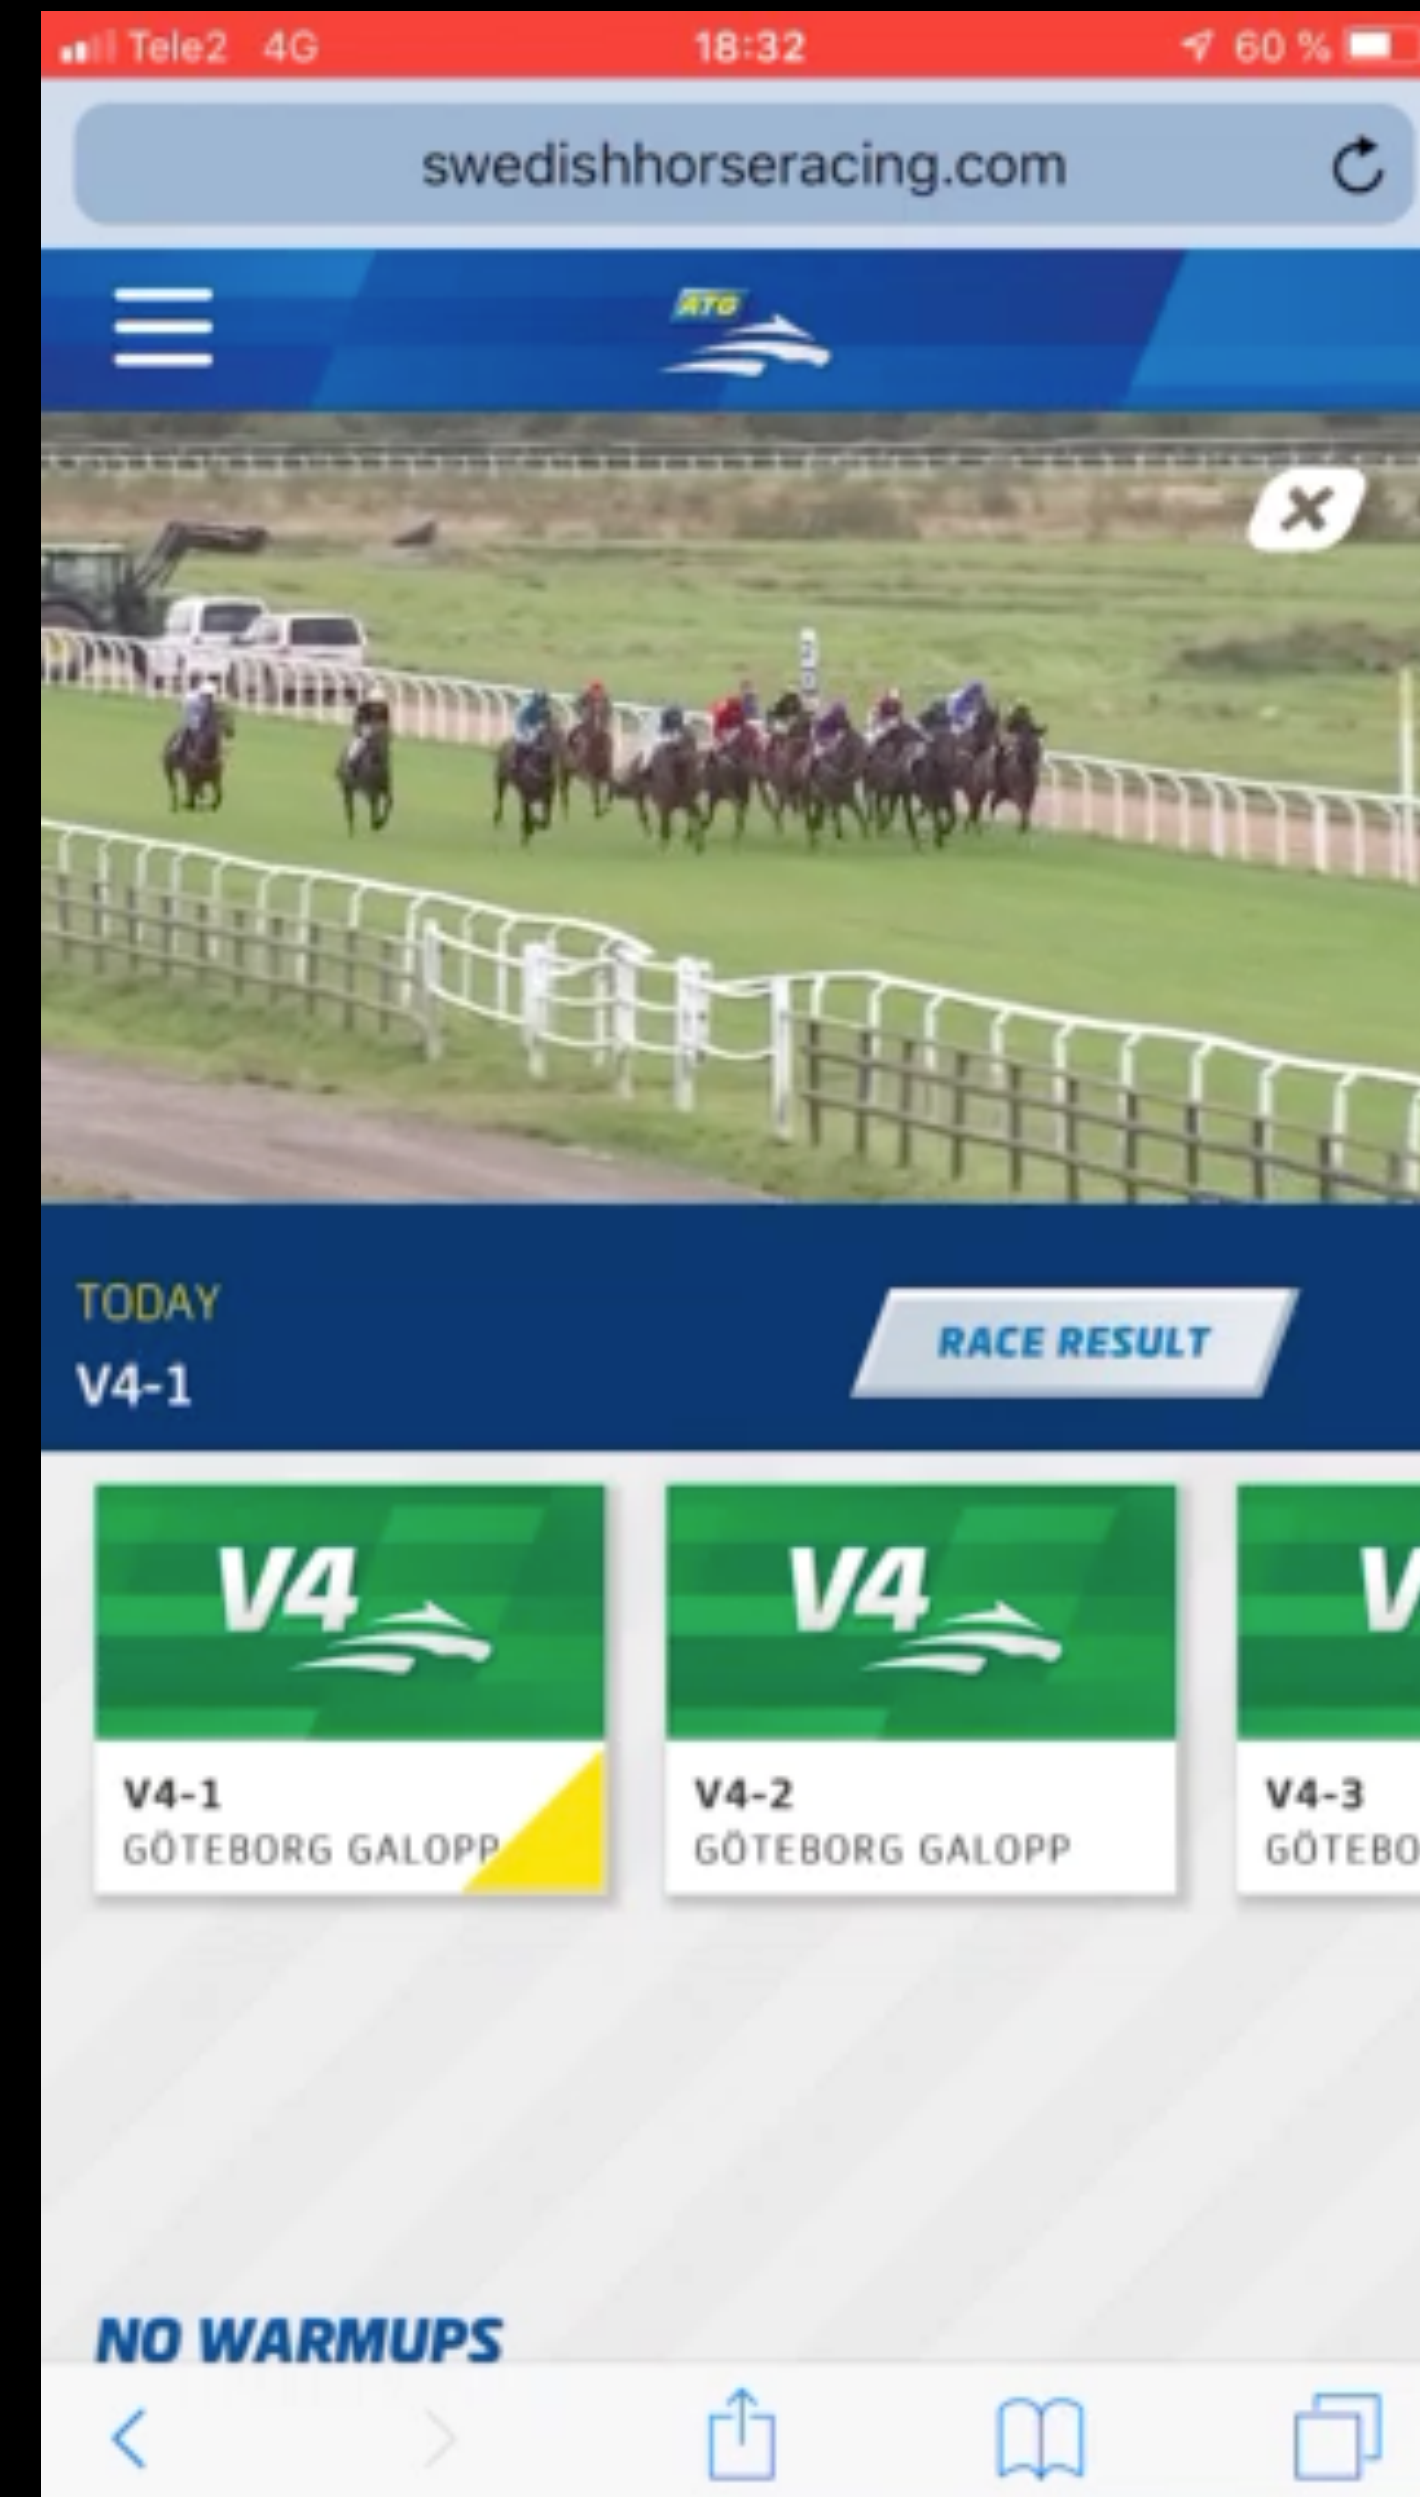 Tele2 4G 18:32 60 %
swedishhorseracing.com
ATG
TODAY
V4-1
RACE RESULT
V4
V4
V4-1
GÖTEBORG GALOPP
V4-2
GÖTEBORG GALOPP
V4-3
GÖTEBO
NO WARMUPS